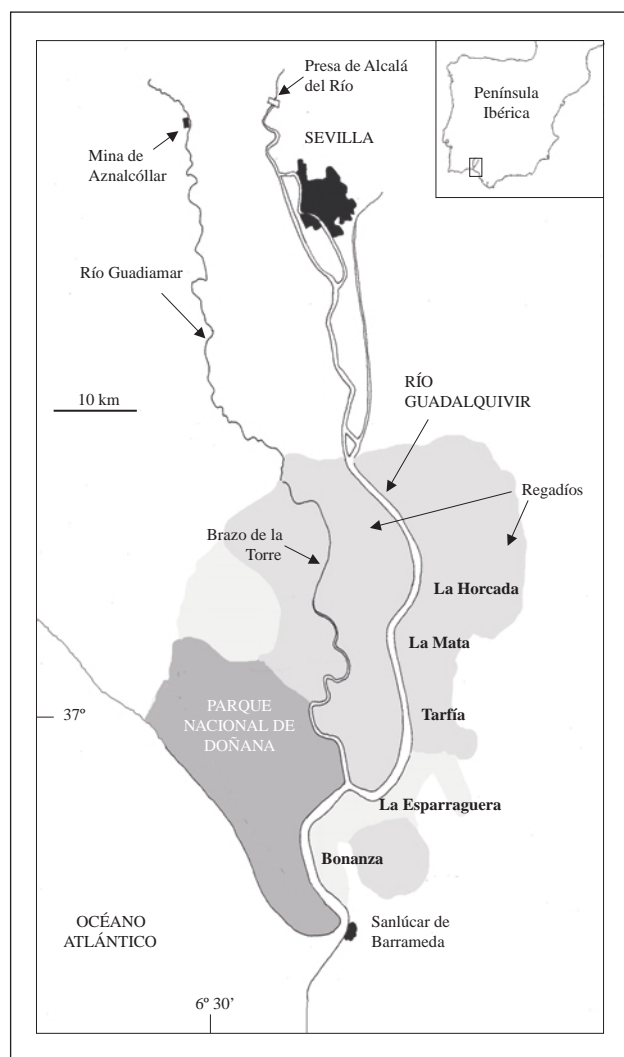 Presa de Alcalá
del Río
Península
Ibérica
SEVILLA
Mina de
Aznalcóllar
Río Guadiamar
10 km
RÍO
GUADALQUIVIR
Regadíos
Brazo de la
Torre
La Horcada
La Mata
PARQUE
NACIONAL DE
DOÑANA
37º
Tarfía
La Esparraguera
Bonanza
OCÉANO
ATLÁNTICO
Sanlúcar de
Barrameda
6º 30’